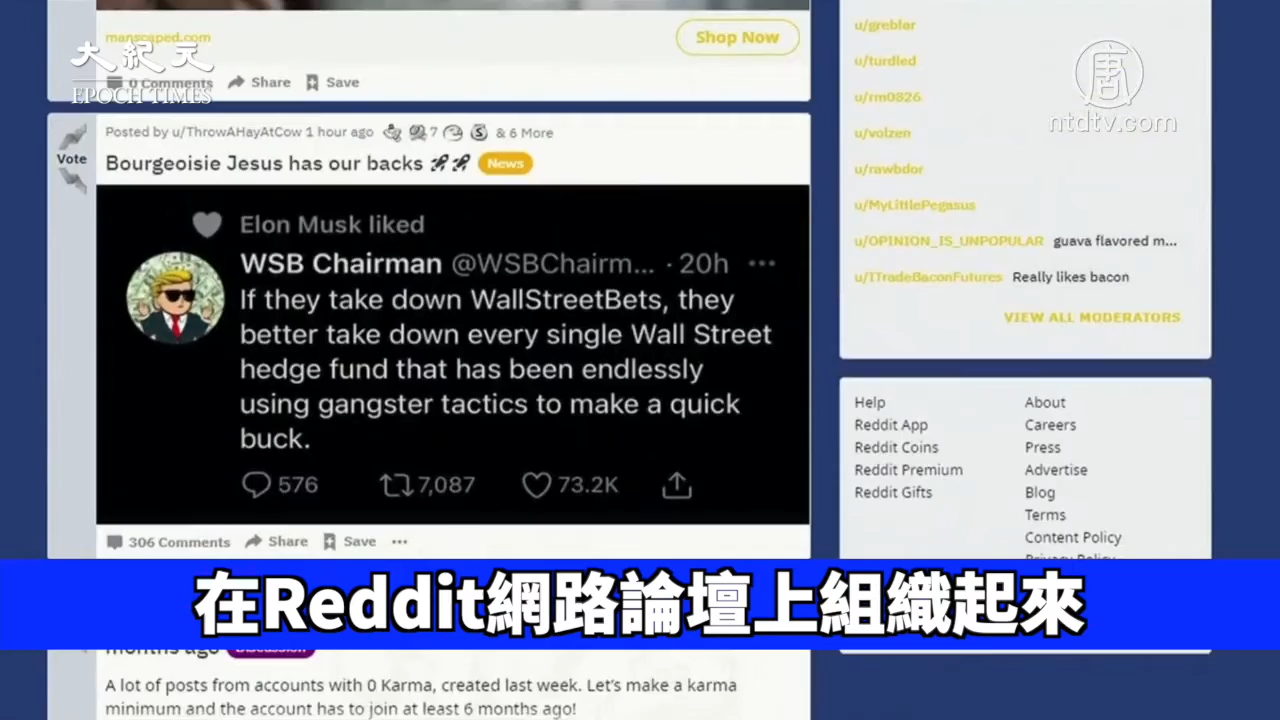 manscaped.com
Shop Now
大紀元
EPOCH TIMES
0 Comments Share Save
Posted by u/ThrowAHayAtCow 1 hour ago 7 & 6 More
Vote
Bourgeoisie Jesus has our backs 🚀🚀 News
Elon Musk liked
WSB Chairman @WSBChairm... · 20h ···
If they take down WallStreetBets, they
better take down every single Wall Street
hedge fund that has been endlessly
using gangster tactics to make a quick
buck.
576 7,087 73.2K
306 Comments Share Save ···
months ago Discussion
A lot of posts from accounts with 0 Karma, created last week. Let's make a karma
minimum and the account has to join at least 6 months ago!
u/greblar
u/turdled
u/rm0826
u/volzen
u/rawbdor
u/MyLittlePegasus
u/OPINION_IS_UNPOPULAR guava flavored m...
u/ITradeBaconFutures Really likes bacon
VIEW ALL MODERATORS
唐
ntdtv.com
Help
Reddit App
Reddit Coins
Reddit Premium
Reddit Gifts
About
Careers
Press
Advertise
Blog
Terms
Content Policy
Privacy Policy
在Reddit網路論壇上組織起來